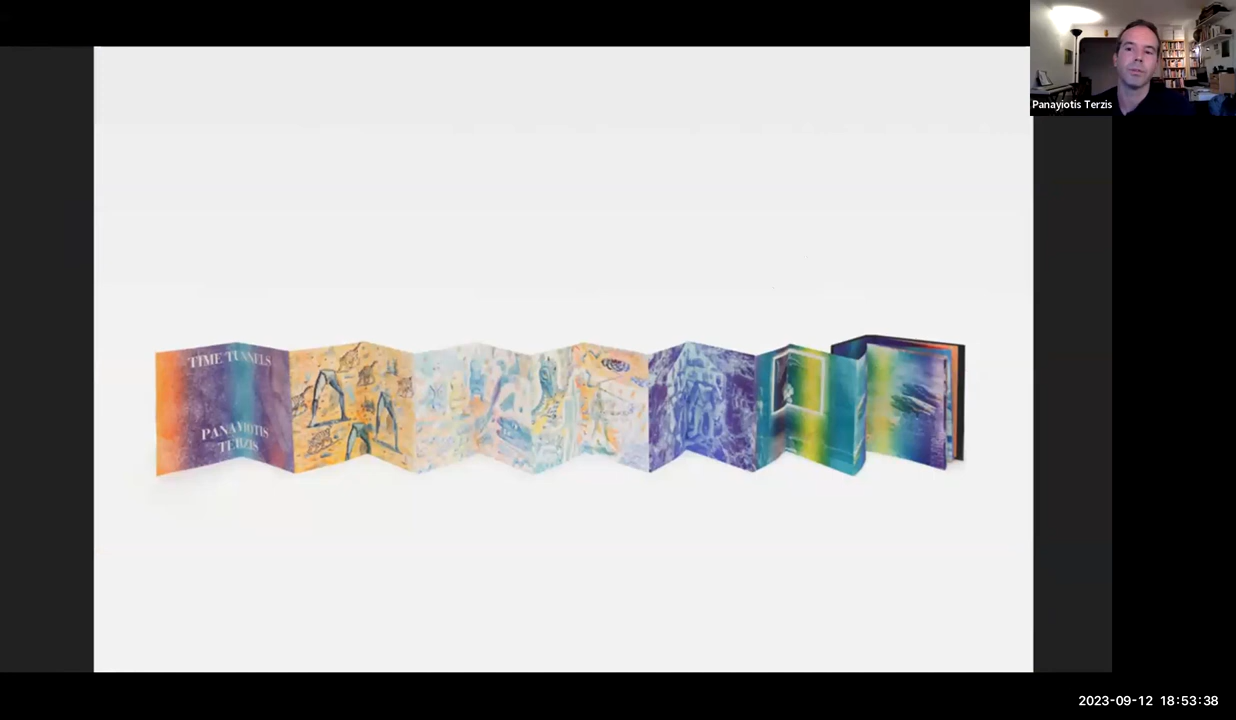 Panayiotis Terzis
TIME TUNNELS
PANAYIOTIS
TERZIS
2023-09-12 18:53:38